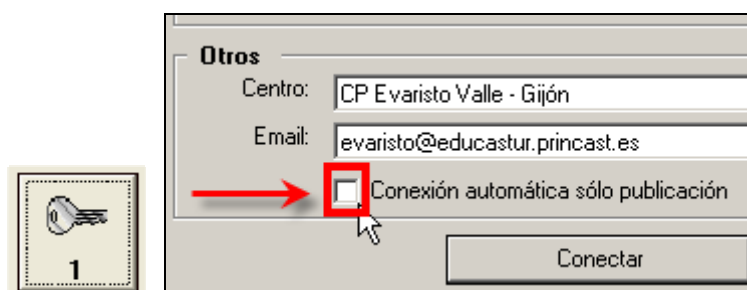 Otros
Centro: CP Evaristo Valle - Gijón
Email: evaristo@educastur.princast.es
Conexión automática sólo publicación
Conectar
1